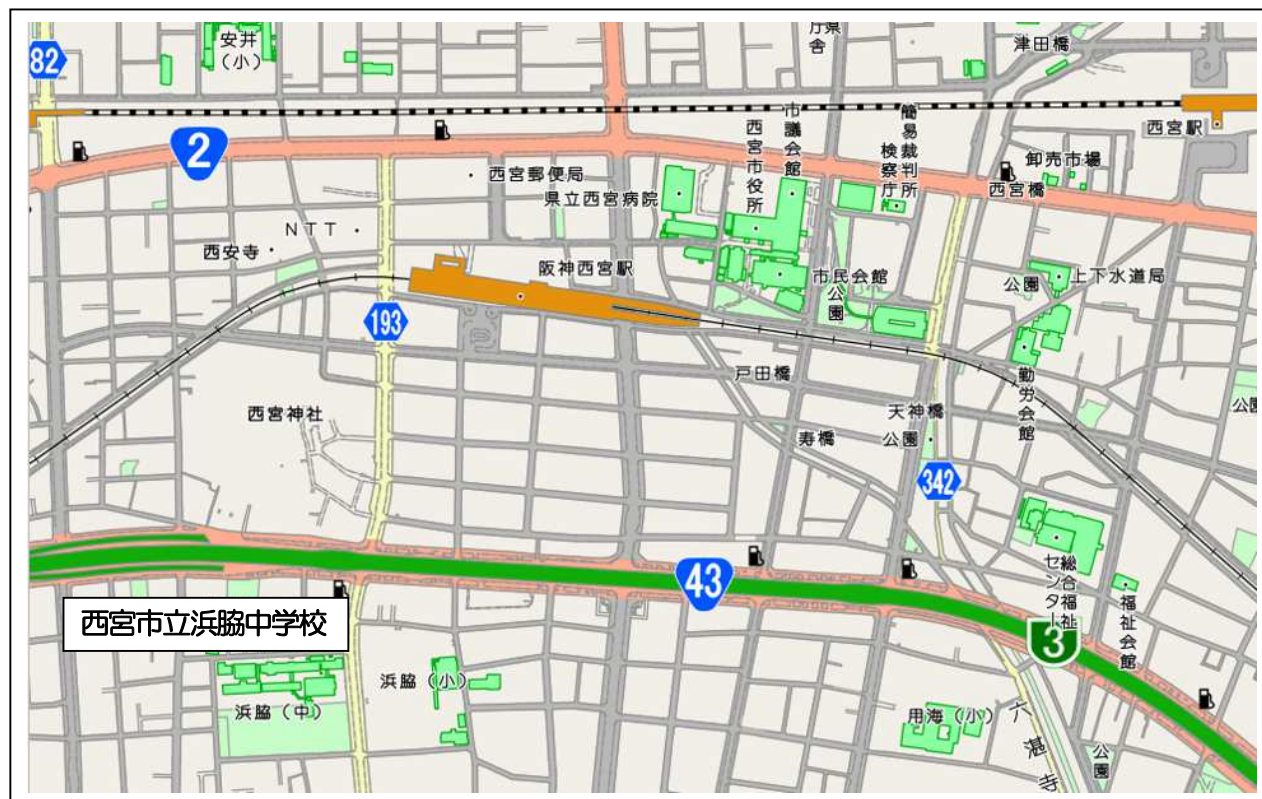 安井
(小)
庁県
舎
津田橋
82
2
西宮駅
市議会館
西宮市役所
簡易裁判所
検察庁
卸売市場
西宮橋
西宮郵便局
県立西宮病院
NTT
西安寺
阪神西宮駅
市民会館
公園
公園
上下水道局
193
戸田橋
勤労会館
天神橋
公園
公園
西宮神社
寿橋
342
43
総合福祉
センター
福祉会館
3
西宮市立浜脇中学校
浜脇(小)
浜脇(中)
用海(小)
六湛寺
公園